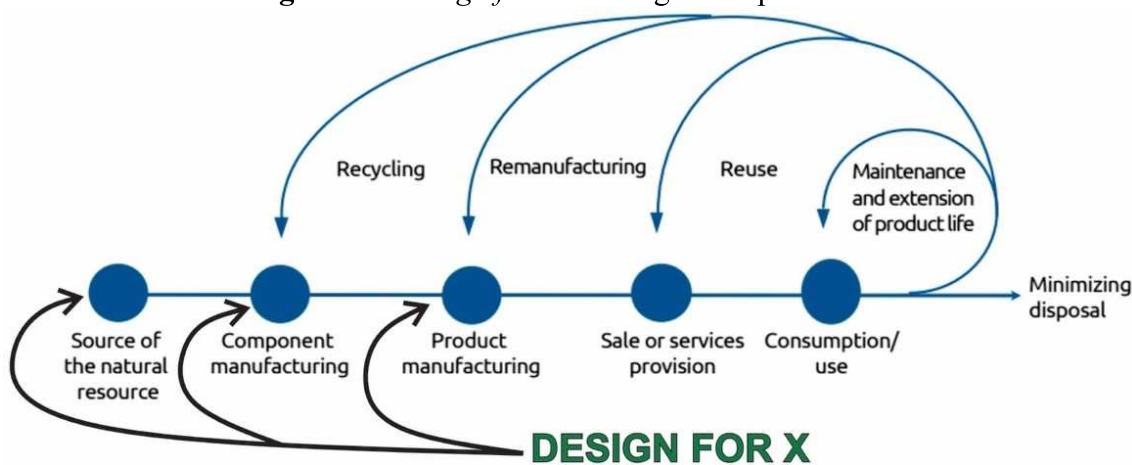 Recycling
Remanufacturing
Reuse
Maintenance
and extension
of product life
Minimizing
disposal
Source of
the natural
resource
Component
manufacturing
Product
manufacturing
Sale or services
provision
Consumption/
use
DESIGN FOR X